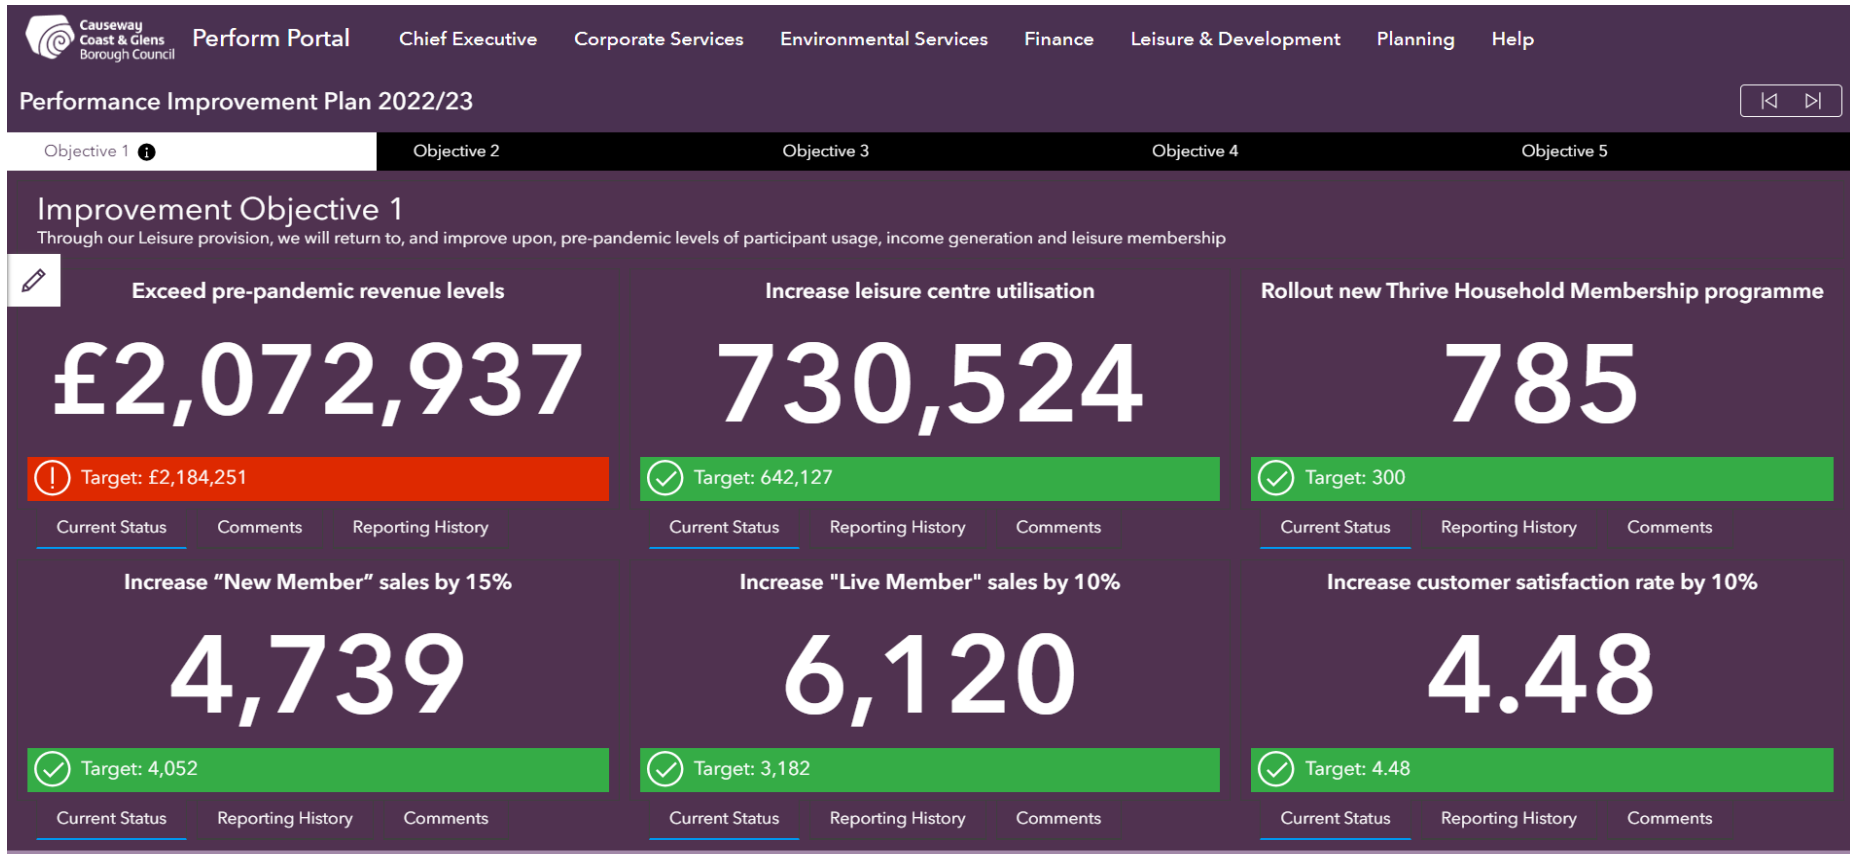 Causeway
Coast & Glens
Borough Council
Perform Portal
Chief Executive
Corporate Services
Environmental Services
Finance
Leisure & Development
Planning
Help
Performance Improvement Plan 2022/23
Objective 1
Objective 2
Objective 3
Objective 4
Objective 5
Improvement Objective 1
Through our Leisure provision, we will return to, and improve upon, pre-pandemic levels of participant usage, income generation and leisure membership
Exceed pre-pandemic revenue levels
£2,072,937
Target: £2,184,251
Current Status
Comments
Reporting History
Increase leisure centre utilisation
730,524
Target: 642,127
Current Status
Reporting History
Comments
Rollout new Thrive Household Membership programme
785
Target: 300
Current Status
Reporting History
Comments
Increase “New Member” sales by 15%
4,739
Target: 4,052
Current Status
Reporting History
Comments
Increase "Live Member" sales by 10%
6,120
Target: 3,182
Current Status
Reporting History
Comments
Increase customer satisfaction rate by 10%
4.48
Target: 4.48
Current Status
Reporting History
Comments